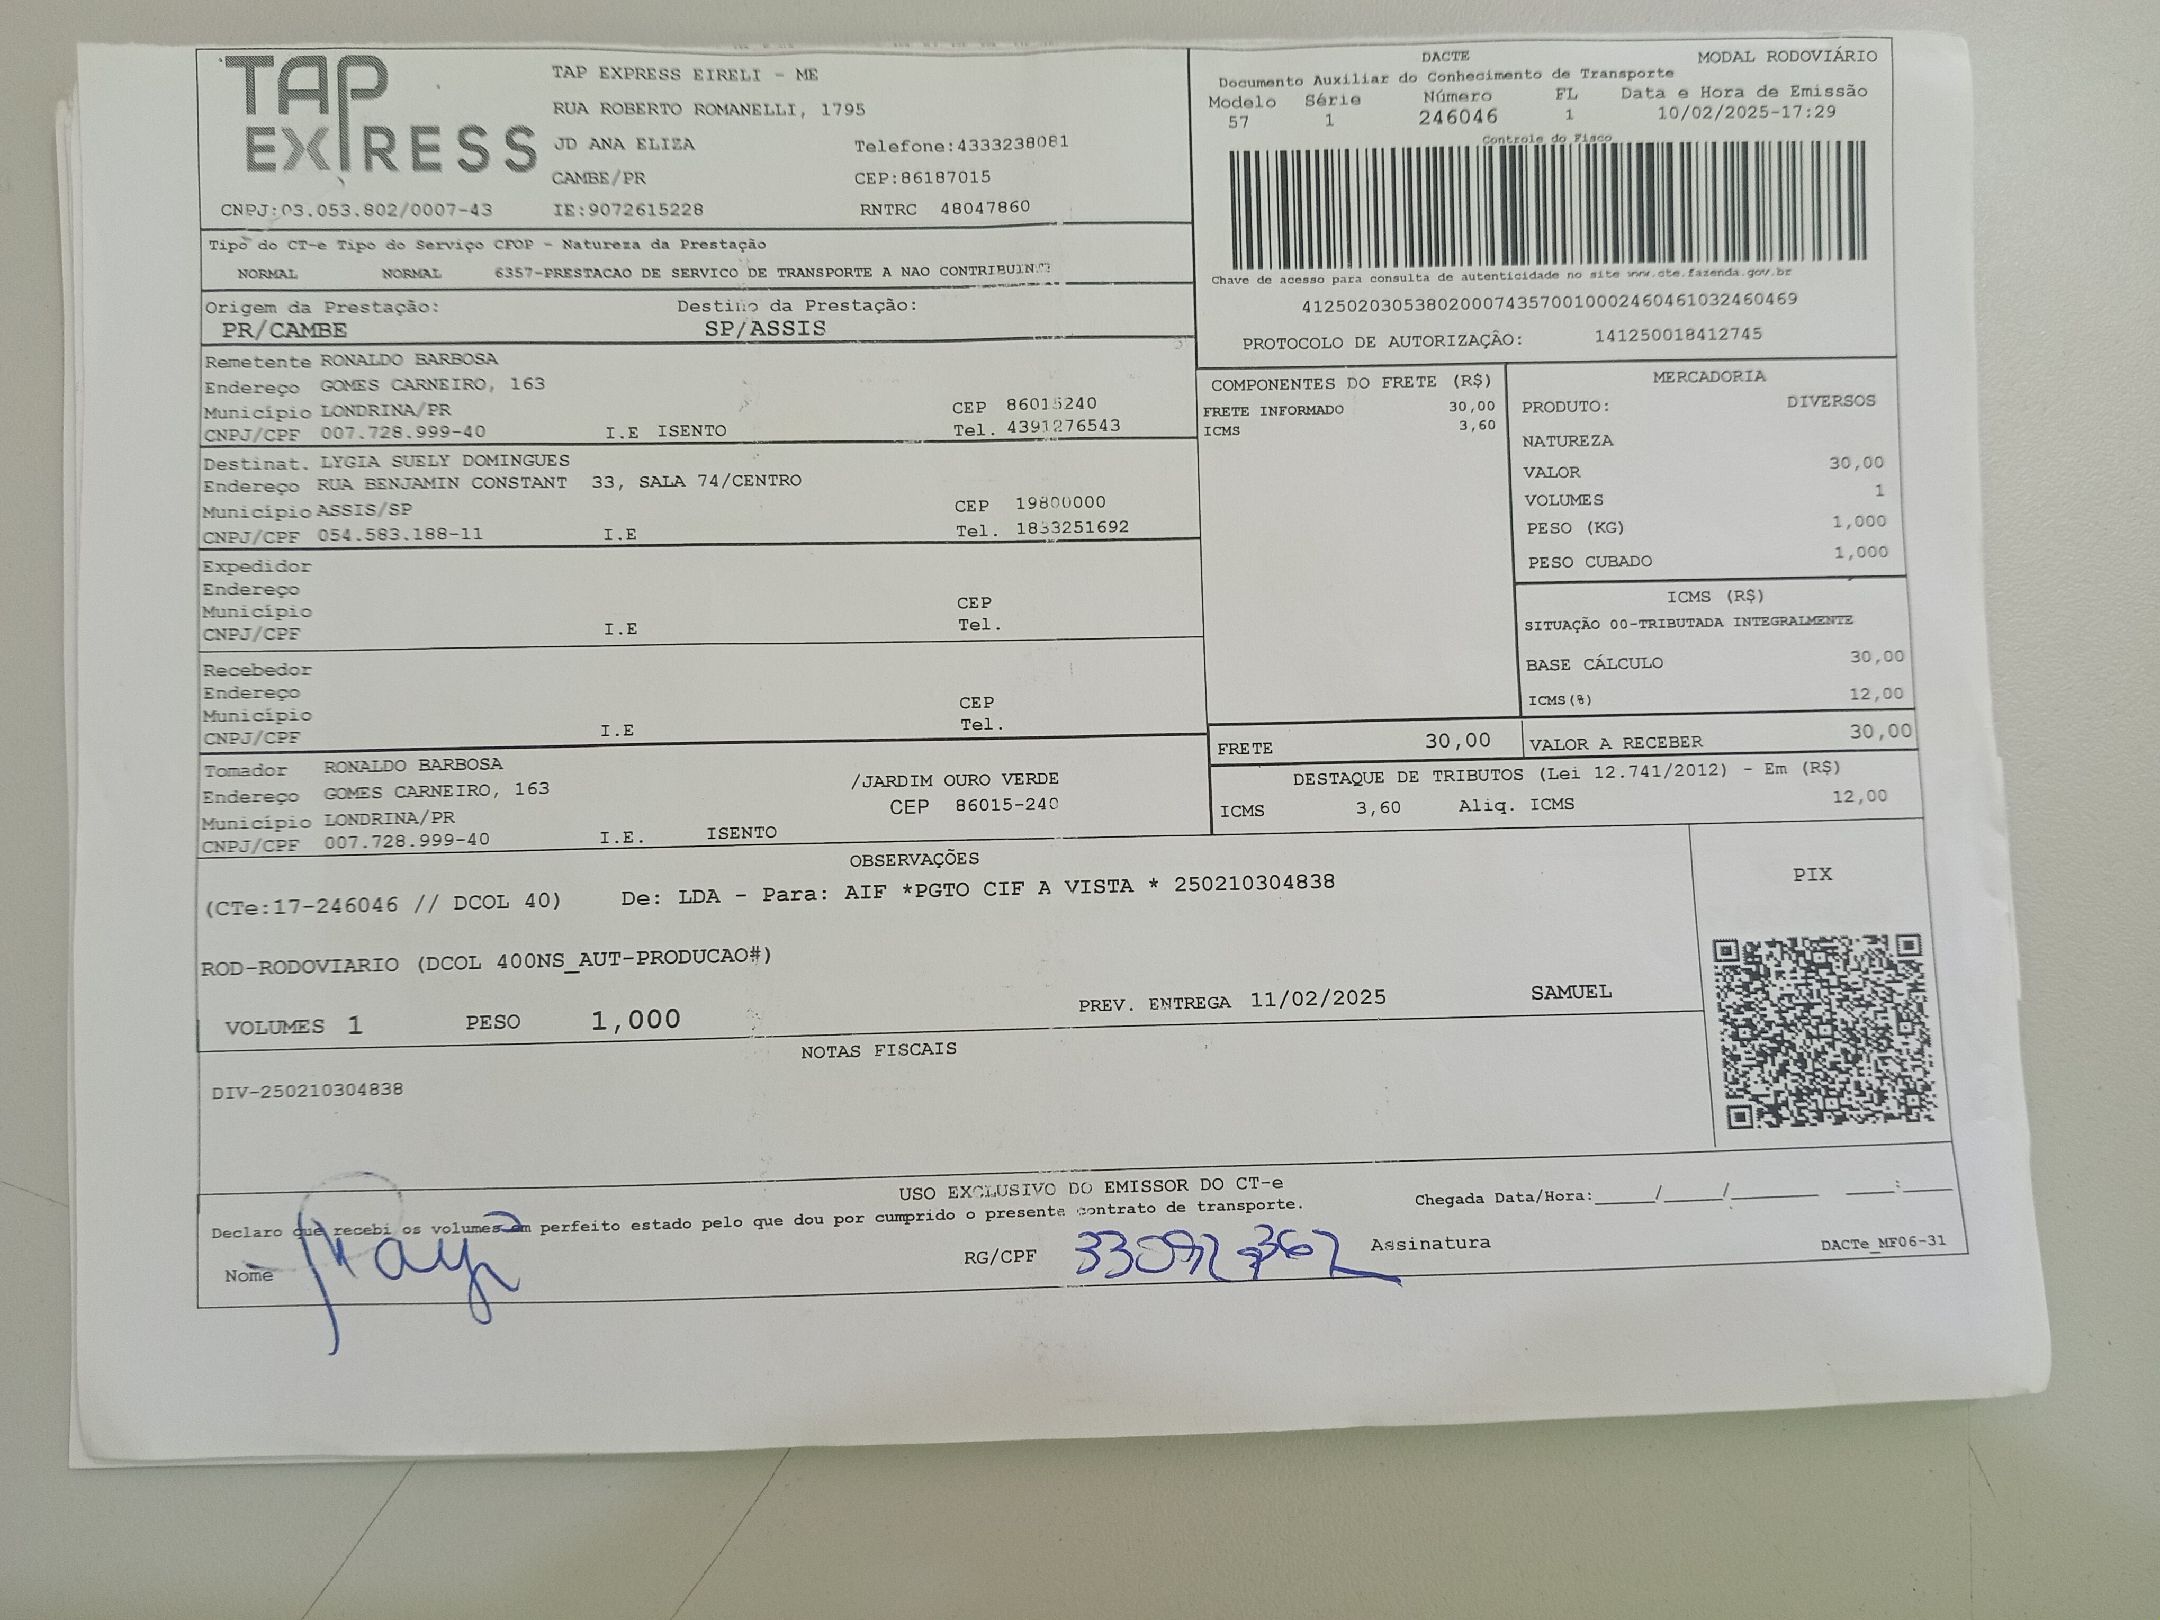 TAP EXPRESS
TAP EXPRESS EIRELI - ME
RUA ROBERTO ROMANELLI, 1795
JD ANA ELIZA Telefone:4333238081
CAMBE/PR CEP:86187015
CNPJ:03.053.802/0007-43 IE:9072615228 RNTRC 48047860
DACTE MODAL RODOVIÁRIO
Documento Auxiliar do Conhecimento de Transporte
Modelo Série Número FL Data e Hora de Emissão
57 1 246046 1 10/02/2025-17:29
Controle do Fisco
Chave de acesso para consulta de autenticidade no site www.cte.fazenda.gov.br
41250203053802000743570010002460461032460469
PROTOCOLO DE AUTORIZAÇÃO: 141250018412745
Tipo do CT-e Tipo do Serviço CFOP - Natureza da Prestação
NORMAL NORMAL 6357-PRESTACAO DE SERVICO DE TRANSPORTE A NAO
Origem da Prestação: Destino da Prestação:
PR/CAMBE SP/ASSIS
Remetente RONALDO BARBOSA
Endereço GOMES CARNEIRO, 163
Município LONDRINA/PR CEP 86015240
CNPJ/CPF 007.728.999-40 I.E ISENTO Tel. 4391276543
Destinat. LYGIA SUELY DOMINGUES
Endereço RUA BENJAMIN CONSTANT 33, SALA 74/CENTRO
Município ASSIS/SP CEP 19800000
CNPJ/CPF 054.583.188-11 I.E Tel. 1833251692
Expedidor
Endereço
Município CEP
CNPJ/CPF I.E Tel.
Recebedor
Endereço
Município CEP
CNPJ/CPF I.E Tel.
Tomador RONALDO BARBOSA
Endereço GOMES CARNEIRO, 163 /JARDIM OURO VERDE
Município LONDRINA/PR CEP 86015-240
CNPJ/CPF 007.728.999-40 I.E. ISENTO
COMPONENTES DO FRETE (R$)
FRETE INFORMADO 30,00
ICMS 3,60
MERCADORIA
PRODUTO: DIVERSOS
NATUREZA
VALOR 30,00
VOLUMES 1
PESO (KG) 1,000
PESO CUBADO 1,000
ICMS (R$)
SITUAÇÃO 00-TRIBUTADA INTEGRALMENTE
BASE CÁLCULO 30,00
ICMS(%) 12,00
FRETE 30,00 VALOR A RECEBER 30,00
DESTAQUE DE TRIBUTOS (Lei 12.741/2012) - Em (R$)
ICMS 3,60 Aliq. ICMS 12,00
OBSERVAÇÕES
(CTe:17-246046 // DCOL 40) De: LDA - Para: AIF *PGTO CIF A VISTA * 250210304838
ROD-RODOVIARIO (DCOL 400NS_AUT-PRODUCAO#)
VOLUMES 1 PESO 1,000 PREV. ENTREGA 11/02/2025 SAMUEL
PIX
NOTAS FISCAIS
DIV-250210304838
USO EXCLUSIVO DO EMISSOR DO CT-e
Declaro que recebi os volumes em perfeito estado pelo que dou por cumprido o presente contrato de transporte.
Chegada Data/Hora:____/____/______ ____:____
Nome RG/CPF Assinatura
DACTe_MF06-31